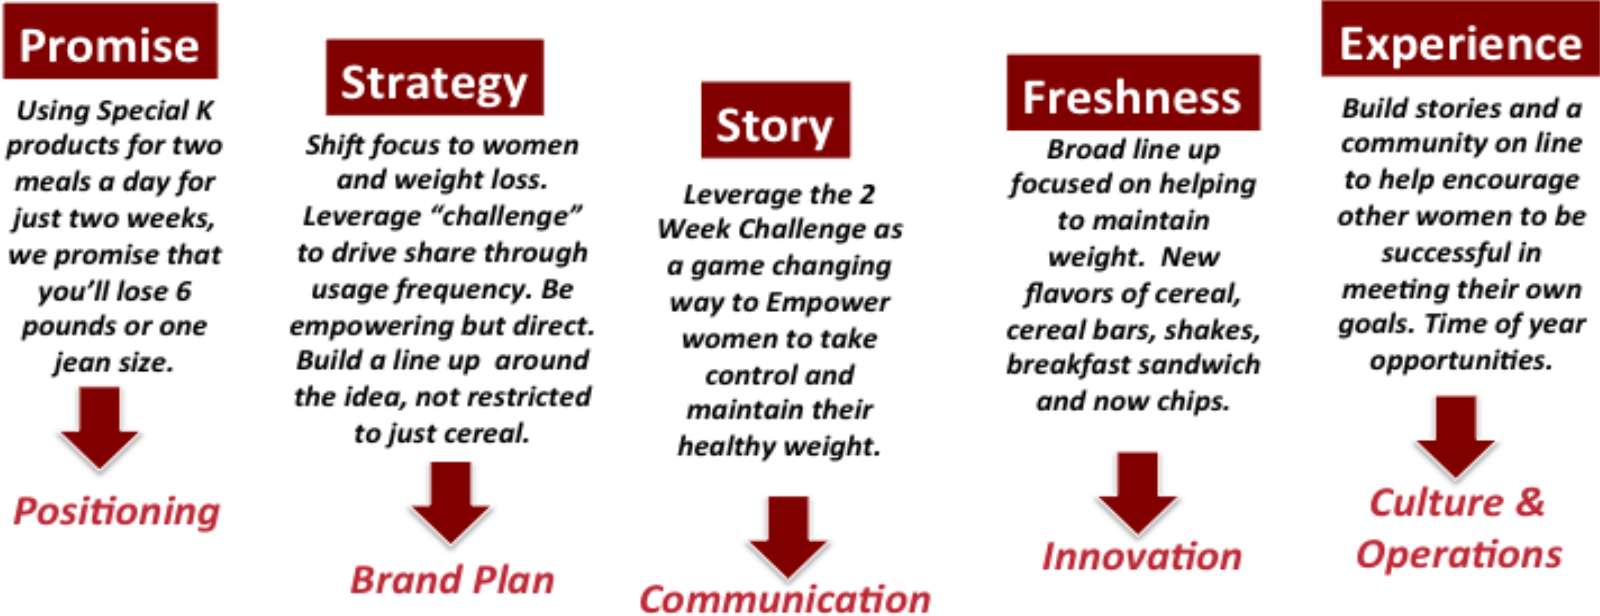 Promise
Using Special K
products for two
meals a day for
just two weeks,
we promise that
you’ll lose 6
pounds or one
jean size.
Positioning
Strategy
Shift focus to women
and weight loss.
Leverage “challenge”
to drive share through
usage frequency. Be
empowering but direct.
Build a line up around
the idea, not restricted
to just cereal.
Brand Plan
Story
Leverage the 2
Week Challenge as
a game changing
way to Empower
women to take
control and
maintain their
healthy weight.
Communication
Freshness
Broad line up
focused on helping
to maintain
weight. New
flavors of cereal,
cereal bars, shakes,
breakfast sandwich
and now chips.
Innovation
Experience
Build stories and a
community on line
to help encourage
other women to be
successful in
meeting their own
goals. Time of year
opportunities.
Culture &
Operations